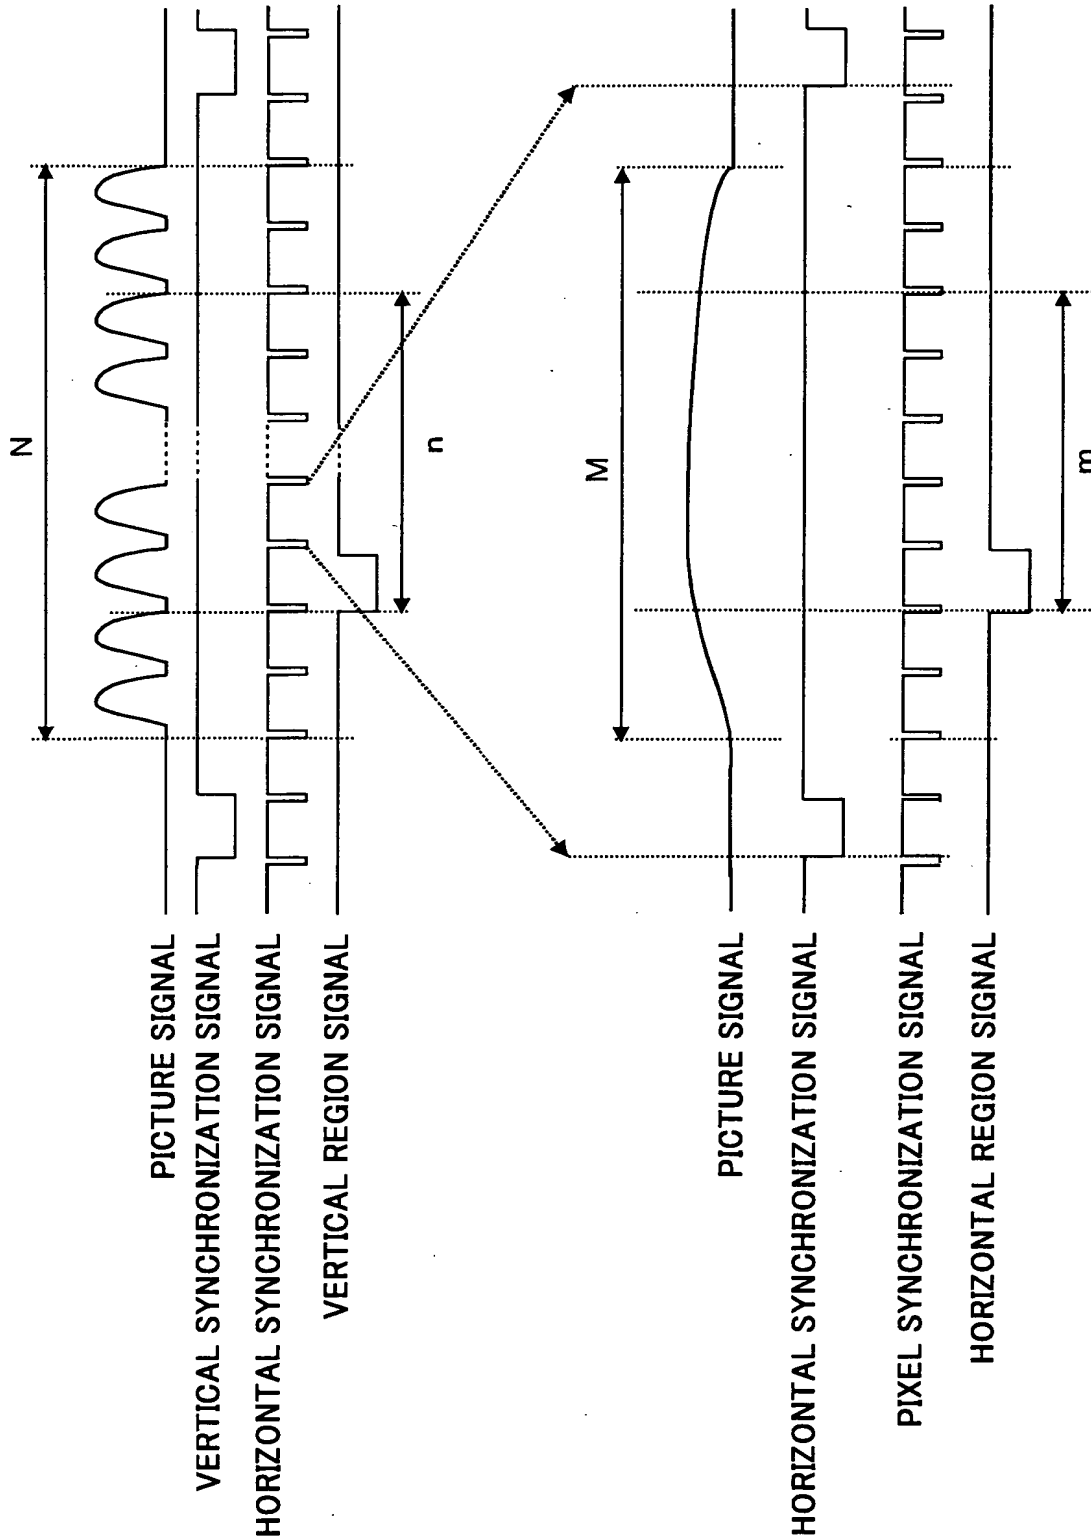 N
PICTURE SIGNAL
VERTICAL SYNCHRONIZATION SIGNAL
HORIZONTAL SYNCHRONIZATION SIGNAL
VERTICAL REGION SIGNAL
n
M
PICTURE SIGNAL
HORIZONTAL SYNCHRONIZATION SIGNAL
PIXEL SYNCHRONIZATION SIGNAL
HORIZONTAL REGION SIGNAL
m